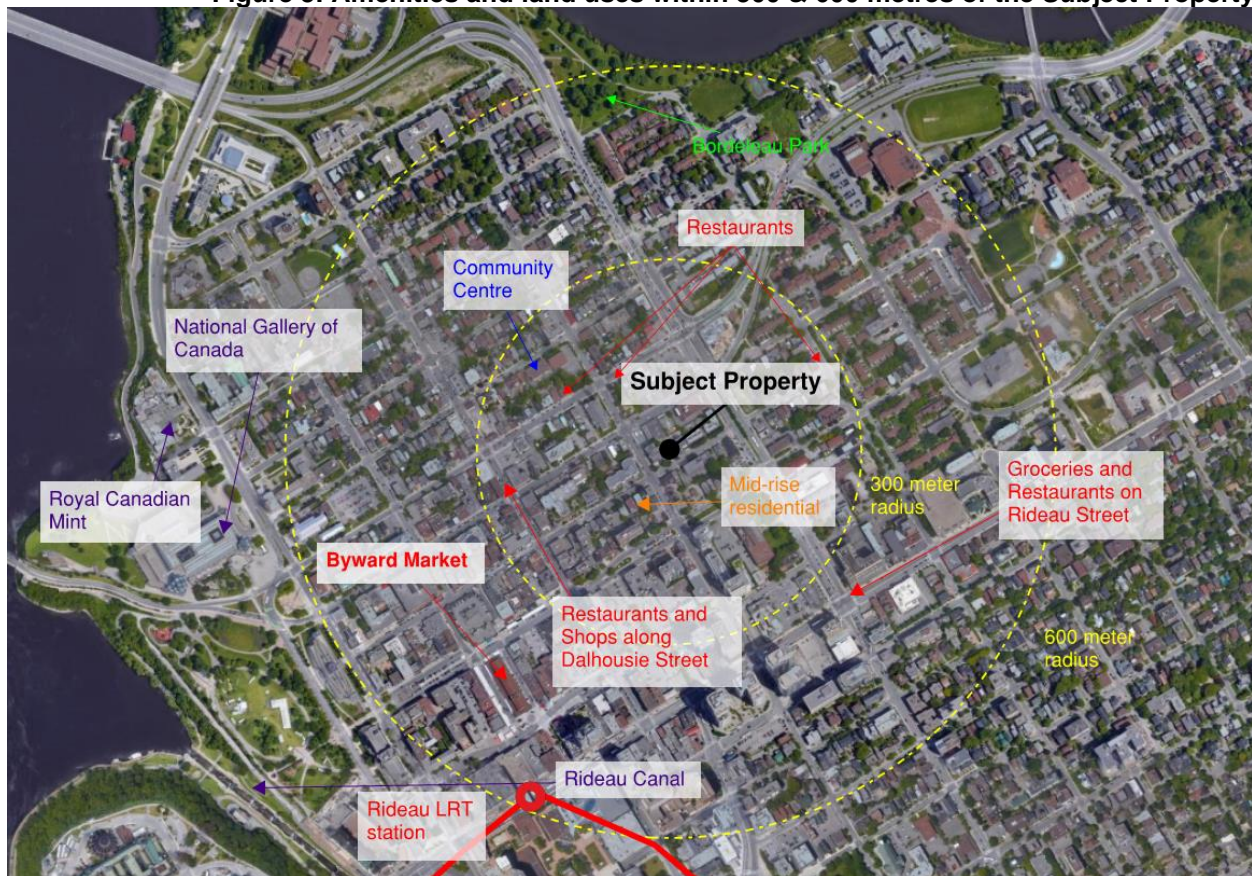 Figure 3: Amenities and land uses within 300 & 600 metres of the Subject Property
Bordeleau Park
Restaurants
Community
Centre
National Gallery of
Canada
Subject Property
Royal Canadian
Mint
Mid-rise
residential
300 meter
radius
Groceries and
Restaurants on
Rideau Street
Byward Market
Restaurants and
Shops along
Dalhousie Street
600 meter
radius
Rideau Canal
Rideau LRT
station